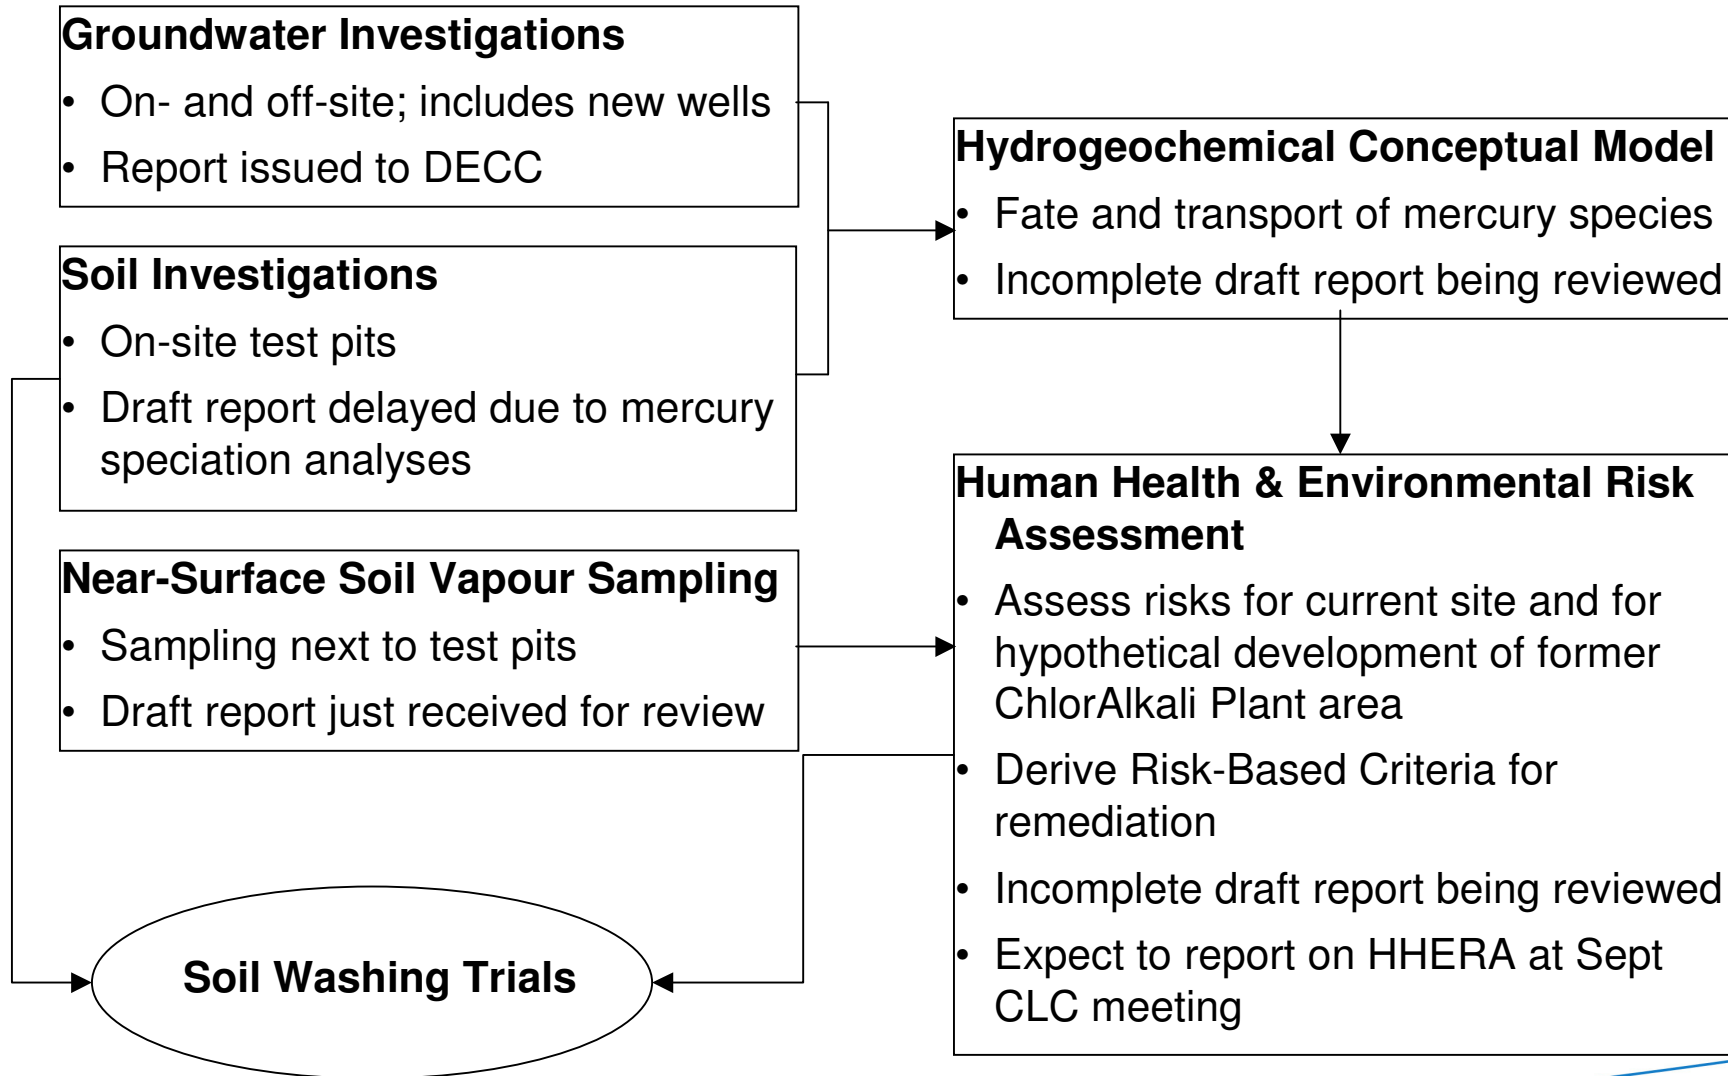 Groundwater Investigations
• On- and off-site; includes new wells
• Report issued to DECC
Soil Investigations
• On-site test pits
• Draft report delayed due to mercury
speciation analyses
Near-Surface Soil Vapour Sampling
• Sampling next to test pits
• Draft report just received for review
Soil Washing Trials
Hydrogeochemical Conceptual Model
• Fate and transport of mercury species
• Incomplete draft report being reviewed
Human Health & Environmental Risk
Assessment
• Assess risks for current site and for
hypothetical development of former
ChlorAlkali Plant area
• Derive Risk-Based Criteria for
remediation
• Incomplete draft report being reviewed
• Expect to report on HHERA at Sept
CLC meeting